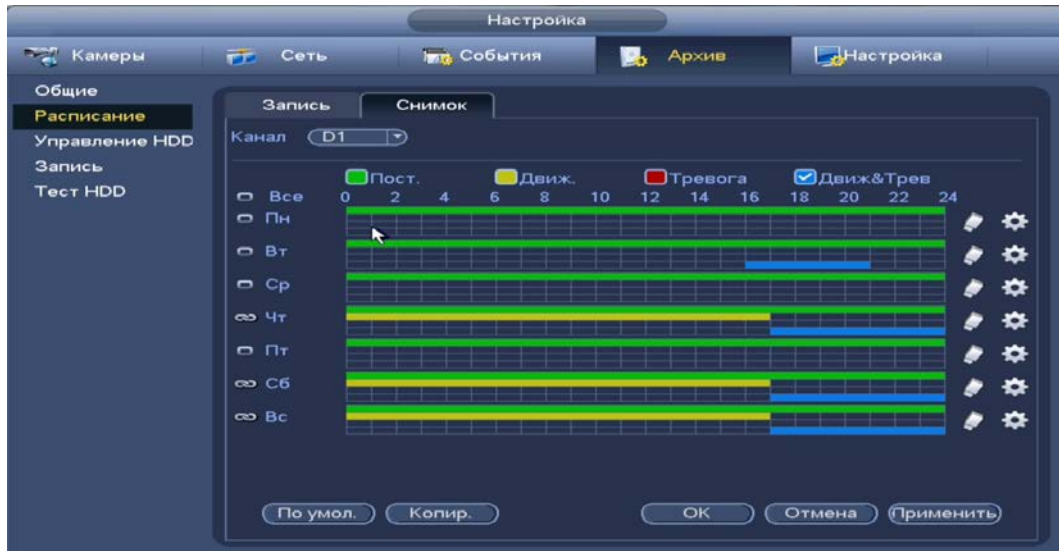 Настройка
Камеры Сеть События Архив Настройка
Общие
Расписание
Управление HDD
Запись
Тест HDD
Запись Снимок
Канал D1
Пост. Движ. Тревога Движ&Трев
Все 0 2 4 6 8 10 12 14 16 18 20 22 24
Пн
Вт
Ср
Чт
Пт
Сб
Вс
По умол. Копир. ОК Отмена Применить